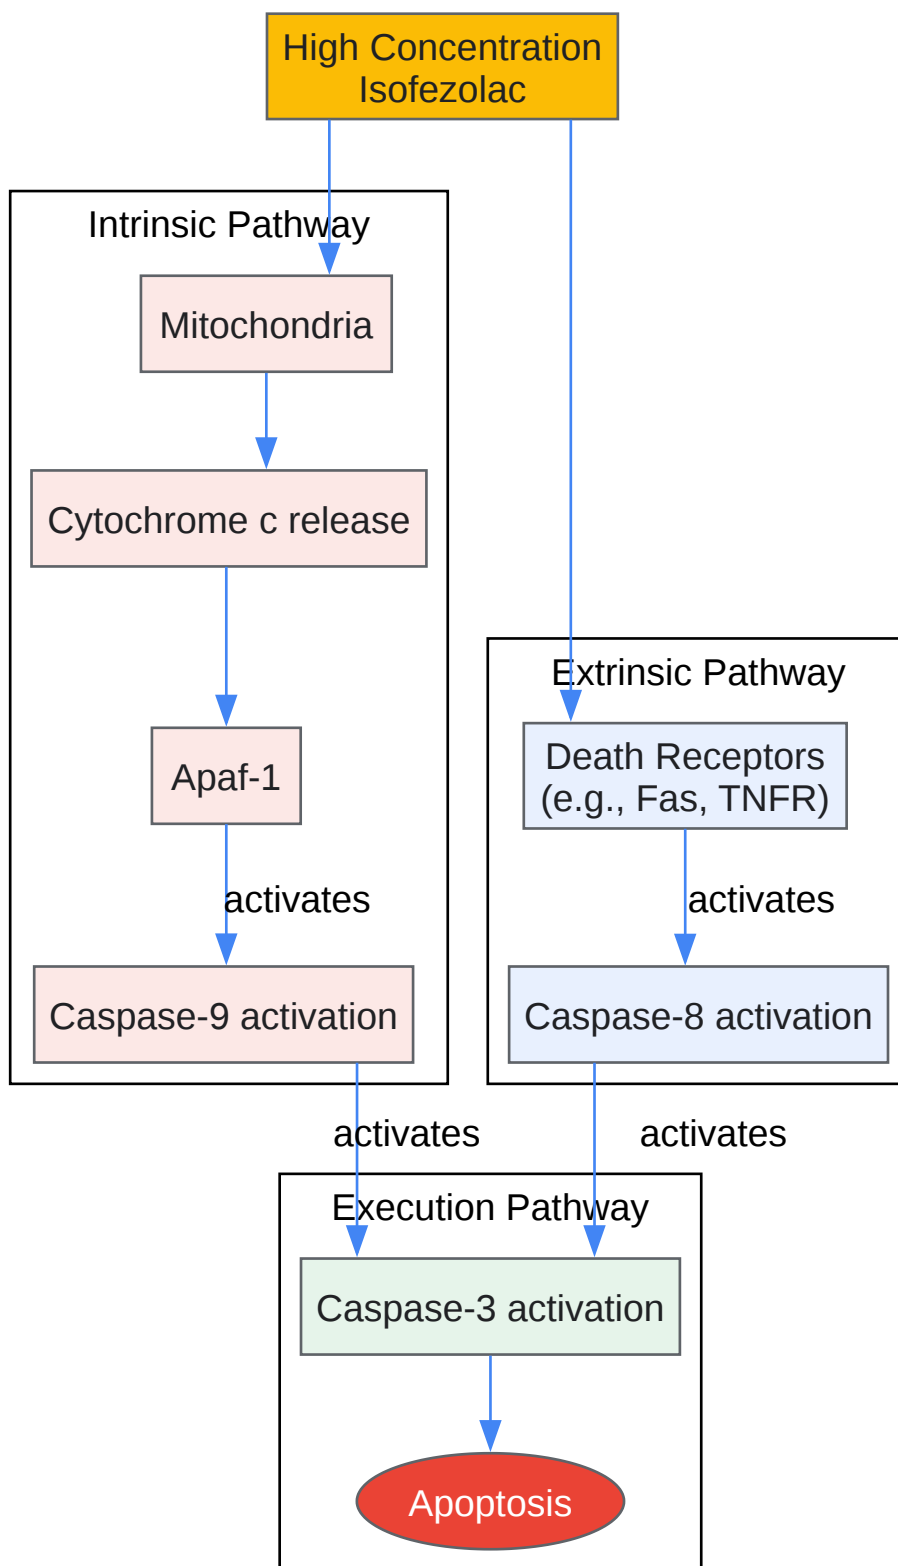 High Concentration
Isofezolac
Intrinsic Pathway
Mitochondria
Cytochrome c release
Apaf-1
activates
Caspase-9 activation
activates
Extrinsic Pathway
Death Receptors
(e.g., Fas, TNFR)
activates
Caspase-8 activation
activates
Execution Pathway
Caspase-3 activation
Apoptosis